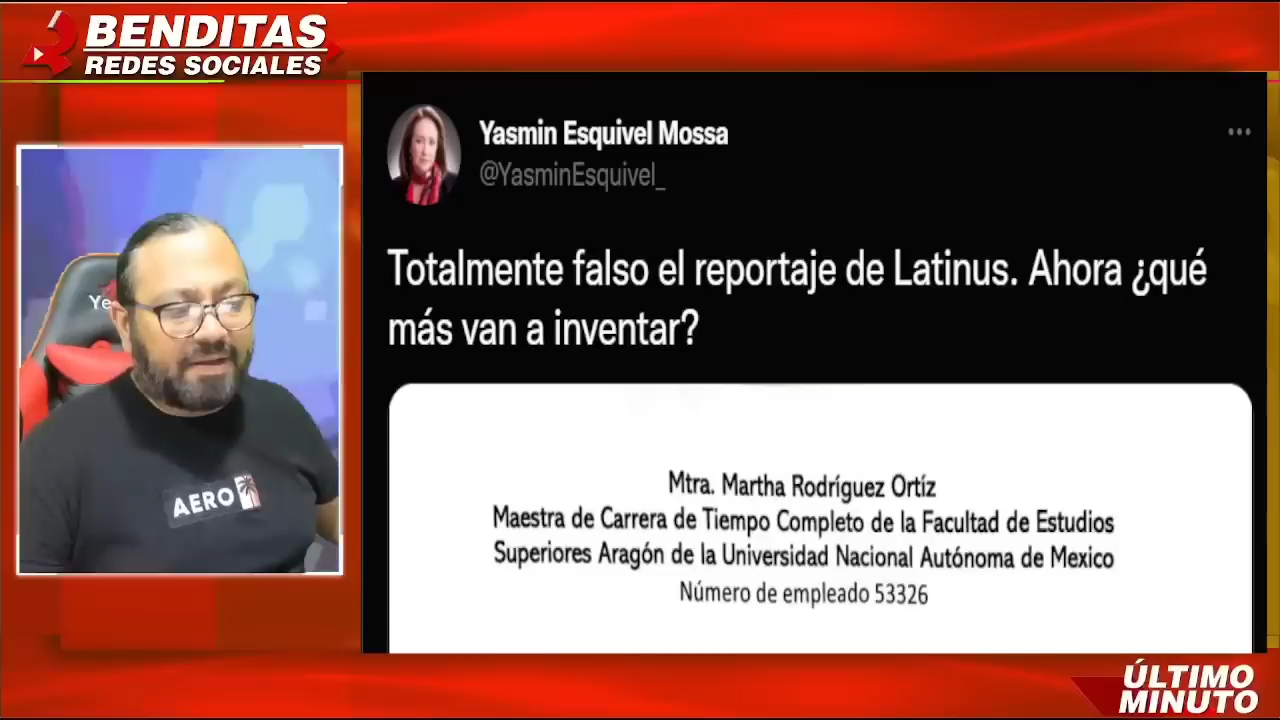 BENDITAS
REDES SOCIALES
Yasmin Esquivel Mossa
@YasminEsquivel_
Totalmente falso el reportaje de Latinus. Ahora ¿qué
más van a inventar?
Mtra. Martha Rodríguez Ortíz
Maestra de Carrera de Tiempo Completo de la Facultad de Estudios
Superiores Aragón de la Universidad Nacional Autónoma de Mexico
Número de empleado 53326
Ye
AERO
ÚLTIMO
MINUTO